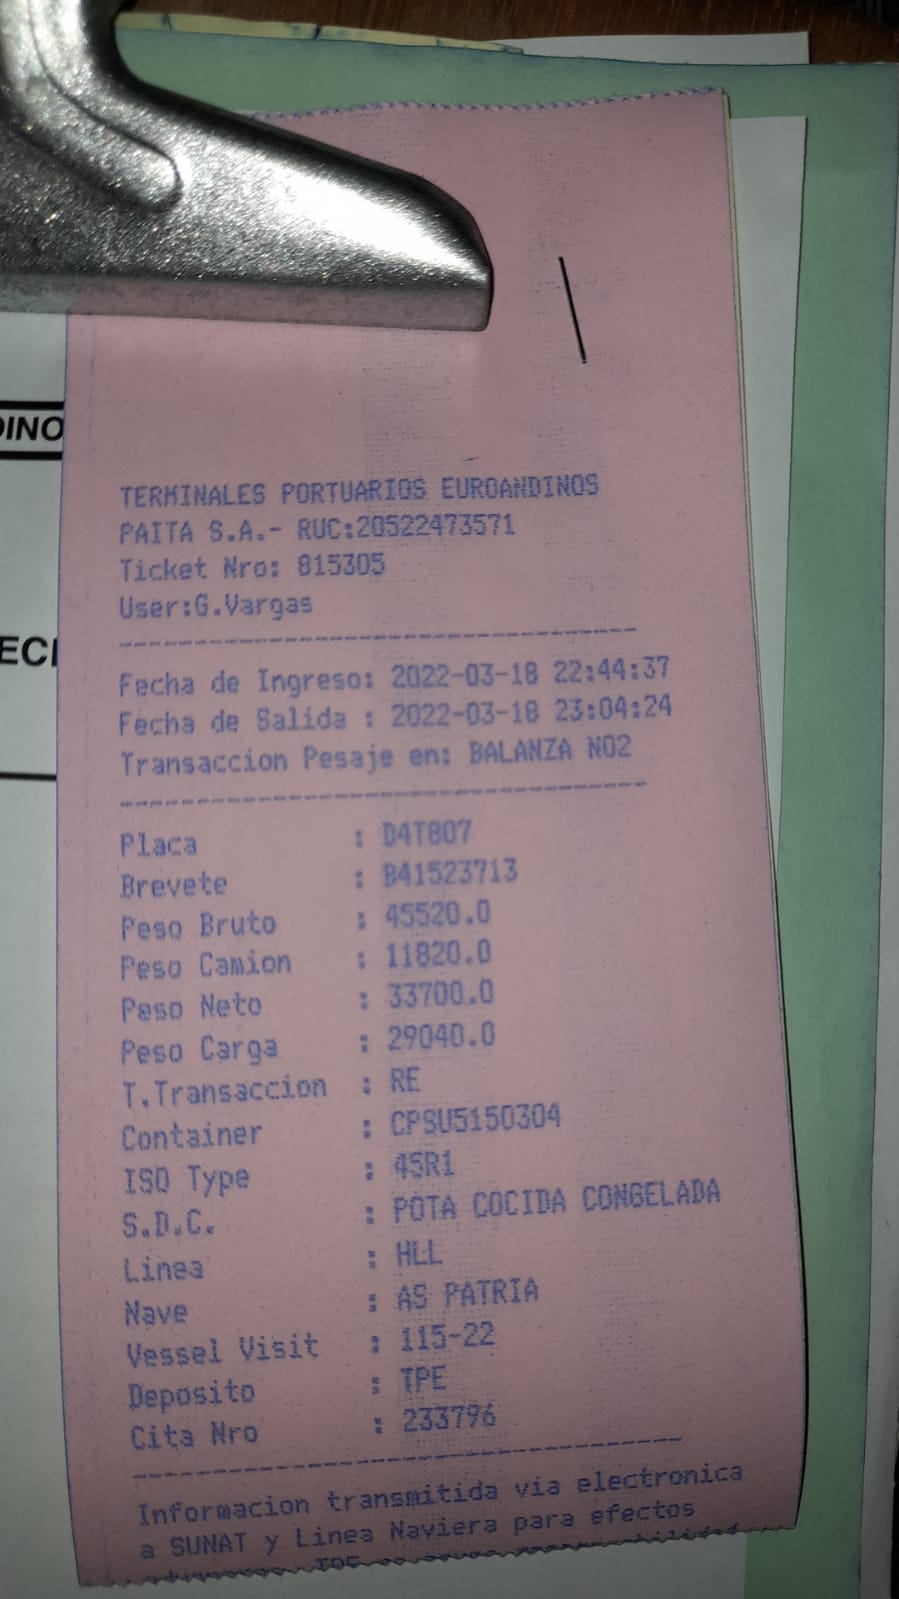 DINO
ECI
TERMINALES PORTUARIOS EUROANDINOS
PAITA S.A.- RUC:20522473571
Ticket Nro: 815305
User:G.Vargas
Fecha de Ingreso: 2022-03-18 22:44:37
Fecha de Salida : 2022-03-18 23:04:24
Transaccion Pesaje en: BALANZA NO2
Placa : D4T807
Brevete : B41523713
Peso Bruto : 45520.0
Peso Camion : 11820.0
Peso Neto : 33700.0
Peso Carga : 29040.0
T.Transaccion : RE
Container : CPSU5150304
ISO Type : 45R1
S.D.C. : POTA COCIDA CONGELADA
Linea : HLL
Nave : AS PATRIA
Vessel Visit : 115-22
Deposito : TPE
Cita Nro : 233796
Informacion transmitida via electronica
a SUNAT y Linea Naviera para efectos